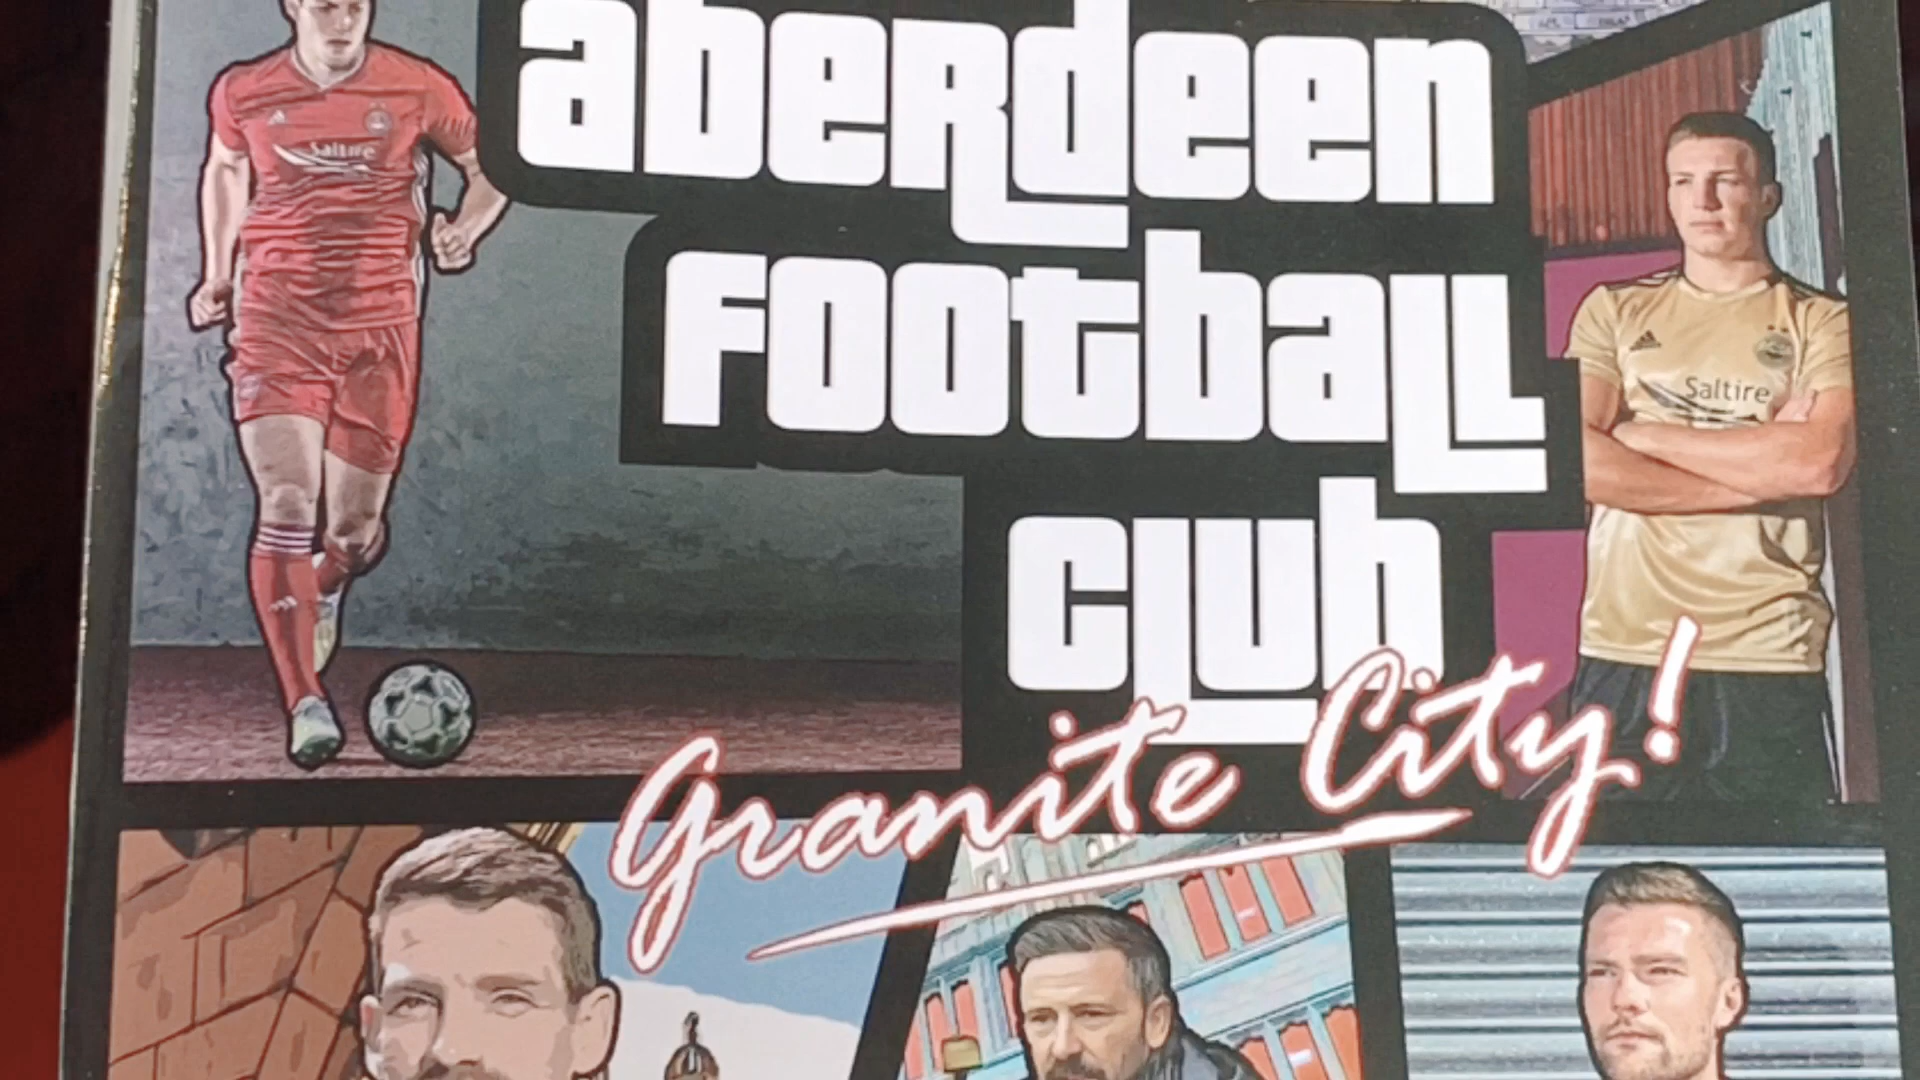 aberdeen
football
club
Granite City!
Saltire
Saltire